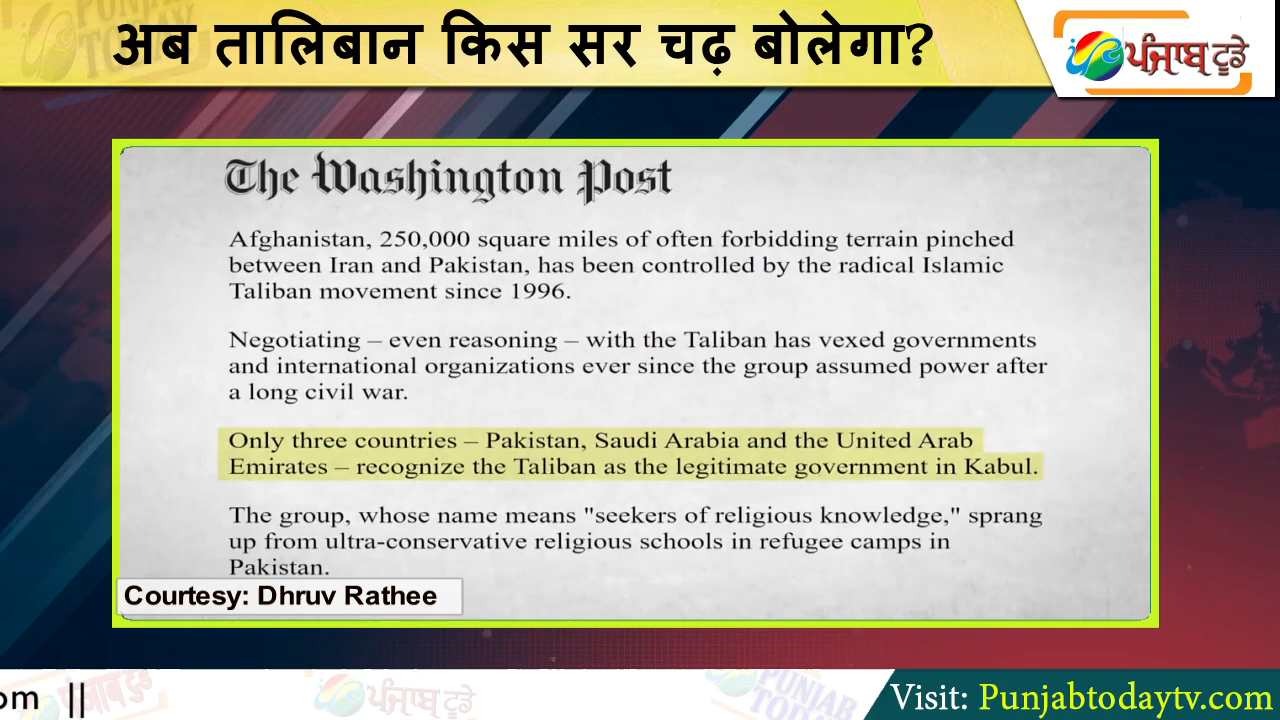 अब तालिबान किस सर चढ़ बोलेगा?
ਪੰਜਾਬ ਟੂਡੇ
The Washington Post
Afghanistan, 250,000 square miles of often forbidding terrain pinched
between Iran and Pakistan, has been controlled by the radical Islamic
Taliban movement since 1996.
Negotiating – even reasoning – with the Taliban has vexed governments
and international organizations ever since the group assumed power after
a long civil war.
Only three countries – Pakistan, Saudi Arabia and the United Arab
Emirates – recognize the Taliban as the legitimate government in Kabul.
The group, whose name means "seekers of religious knowledge," sprang
up from ultra-conservative religious schools in refugee camps in
Pakistan.
Courtesy: Dhruv Rathee
om ||
ਪੰਜਾਬ ਟੂਡੇ
ਪੰਜਾਬ ਟੂਡੇ
PUNJAB TODAY
Visit: Punjabtodaytv.com